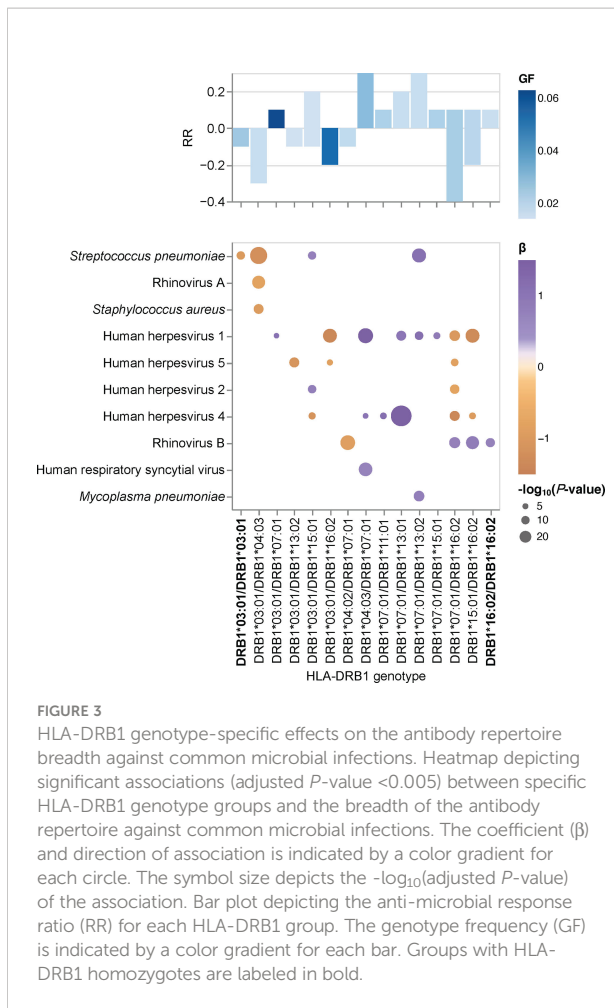 GF
0.06
0.04
0.02
RR
0.2
0.0
−0.2
−0.4
β
1
0
−1
-log10(P-value)
5
10
20
Streptococcus pneumoniae
Rhinovirus A
Staphylococcus aureus
Human herpesvirus 1
Human herpesvirus 5
Human herpesvirus 2
Human herpesvirus 4
Rhinovirus B
Human respiratory syncytial virus
Mycoplasma pneumoniae
DRB1*03:01/DRB1*03:01
DRB1*03:01/DRB1*04:03
DRB1*03:01/DRB1*07:01
DRB1*03:01/DRB1*13:02
DRB1*03:01/DRB1*15:01
DRB1*03:01/DRB1*16:02
DRB1*04:02/DRB1*07:01
DRB1*04:03/DRB1*07:01
DRB1*07:01/DRB1*11:01
DRB1*07:01/DRB1*13:01
DRB1*07:01/DRB1*13:02
DRB1*07:01/DRB1*15:01
DRB1*07:01/DRB1*16:02
DRB1*15:01/DRB1*16:02
DRB1*16:02/DRB1*16:02
HLA-DRB1 genotype
FIGURE 3
HLA-DRB1 genotype-specific effects on the antibody repertoire
breadth against common microbial infections. Heatmap depicting
significant associations (adjusted P-value <0.005) between specific
HLA-DRB1 genotype groups and the breadth of the antibody
repertoire against common microbial infections. The coefficient (β)
and direction of association is indicated by a color gradient for
each circle. The symbol size depicts the -log10(adjusted P-value)
of the association. Bar plot depicting the anti-microbial response
ratio (RR) for each HLA-DRB1 group. The genotype frequency (GF)
is indicated by a color gradient for each bar. Groups with HLA-
DRB1 homozygotes are labeled in bold.